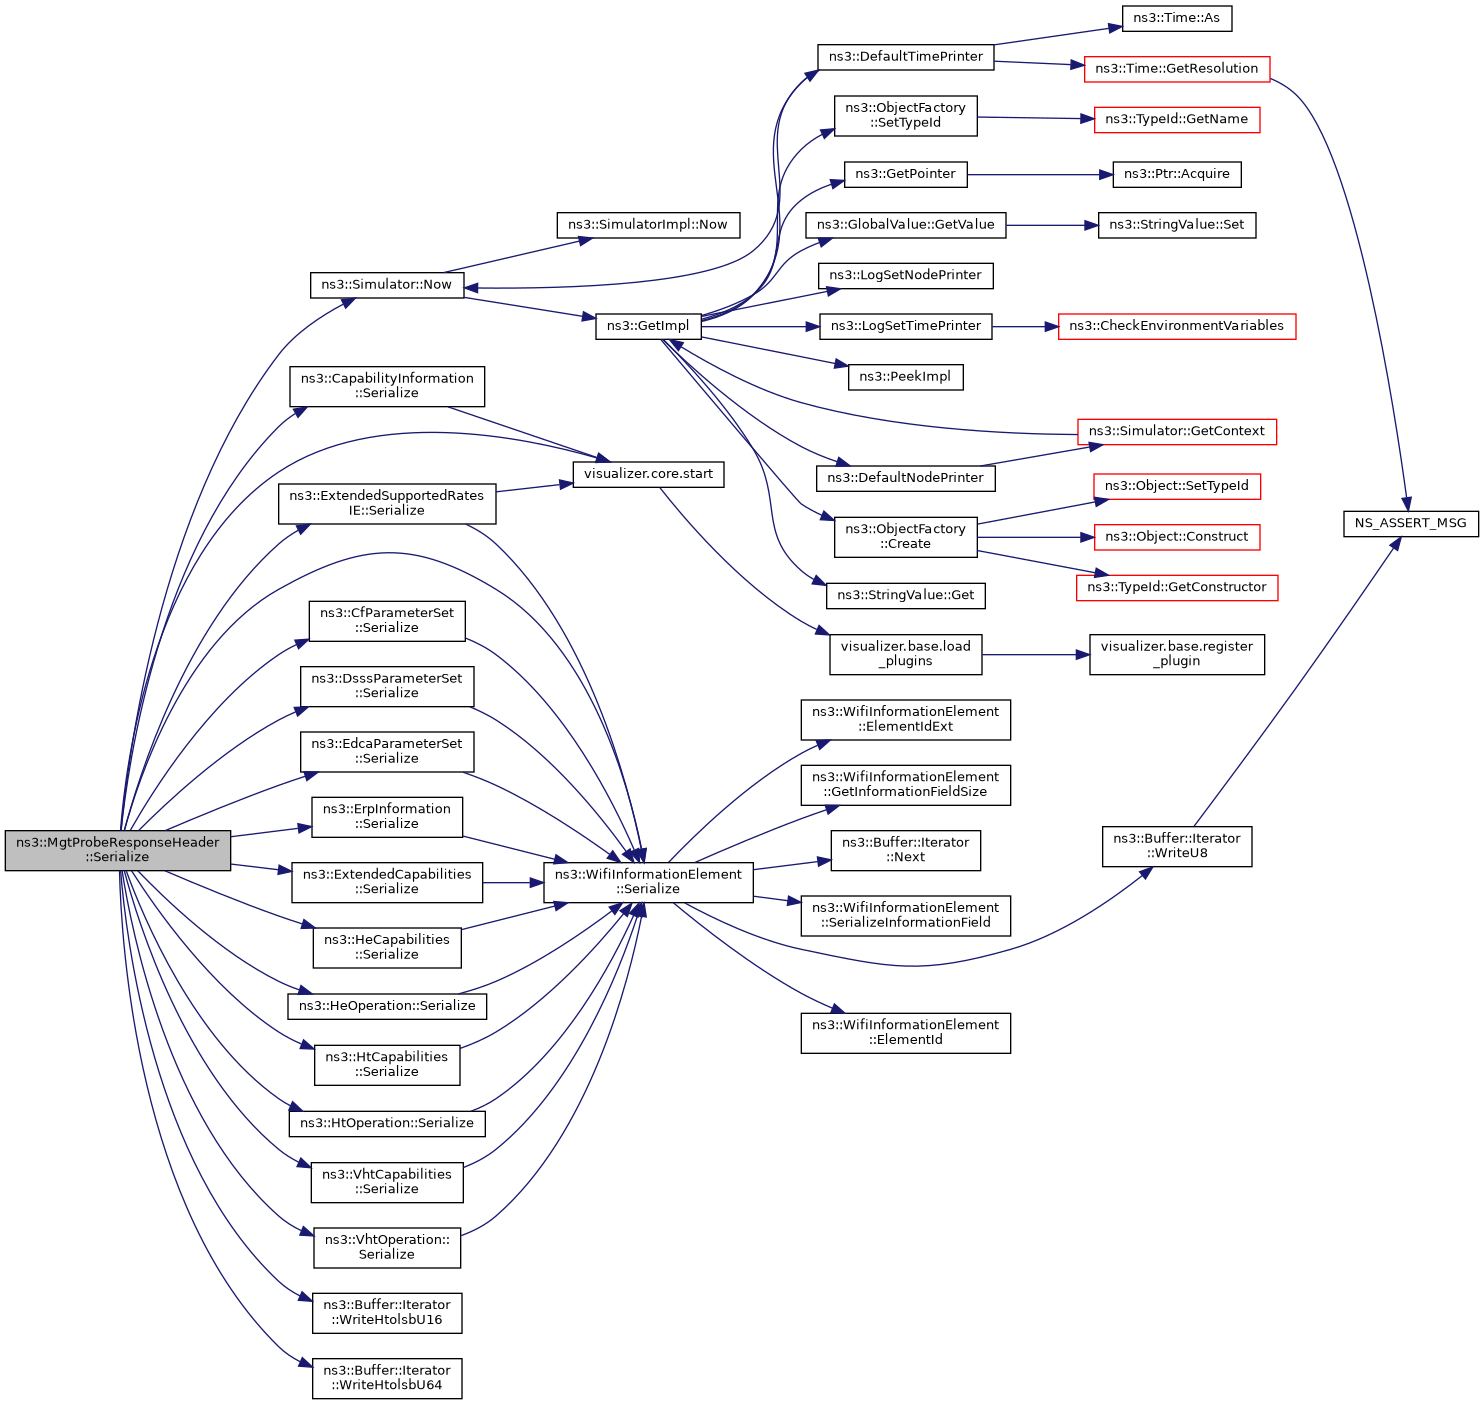 ns3::MgtProbeResponseHeader
::Serialize
ns3::Simulator::Now
ns3::CapabilityInformation
::Serialize
ns3::ExtendedSupportedRates
IE::Serialize
ns3::CfParameterSet
::Serialize
ns3::DsssParameterSet
::Serialize
ns3::EdcaParameterSet
::Serialize
ns3::ErpInformation
::Serialize
ns3::ExtendedCapabilities
::Serialize
ns3::HeCapabilities
::Serialize
ns3::HeOperation::Serialize
ns3::HtCapabilities
::Serialize
ns3::HtOperation::Serialize
ns3::VhtCapabilities
::Serialize
ns3::VhtOperation::
Serialize
ns3::Buffer::Iterator
::WriteHtolsbU16
ns3::Buffer::Iterator
::WriteHtolsbU64
ns3::SimulatorImpl::Now
ns3::GetImpl
visualizer.core.start
ns3::WifiInformationElement
::Serialize
ns3::DefaultTimePrinter
ns3::ObjectFactory
::SetTypeId
ns3::GetPointer
ns3::GlobalValue::GetValue
ns3::LogSetNodePrinter
ns3::LogSetTimePrinter
ns3::PeekImpl
ns3::DefaultNodePrinter
ns3::ObjectFactory
::Create
ns3::StringValue::Get
visualizer.base.load
_plugins
ns3::WifiInformationElement
::ElementIdExt
ns3::WifiInformationElement
::GetInformationFieldSize
ns3::Buffer::Iterator
::Next
ns3::WifiInformationElement
::SerializeInformationField
ns3::WifiInformationElement
::ElementId
ns3::Time::As
ns3::Time::GetResolution
ns3::TypeId::GetName
ns3::Ptr::Acquire
ns3::StringValue::Set
ns3::CheckEnvironmentVariables
ns3::Simulator::GetContext
ns3::Object::SetTypeId
ns3::Object::Construct
ns3::TypeId::GetConstructor
visualizer.base.register
_plugin
ns3::Buffer::Iterator
::WriteU8
NS_ASSERT_MSG